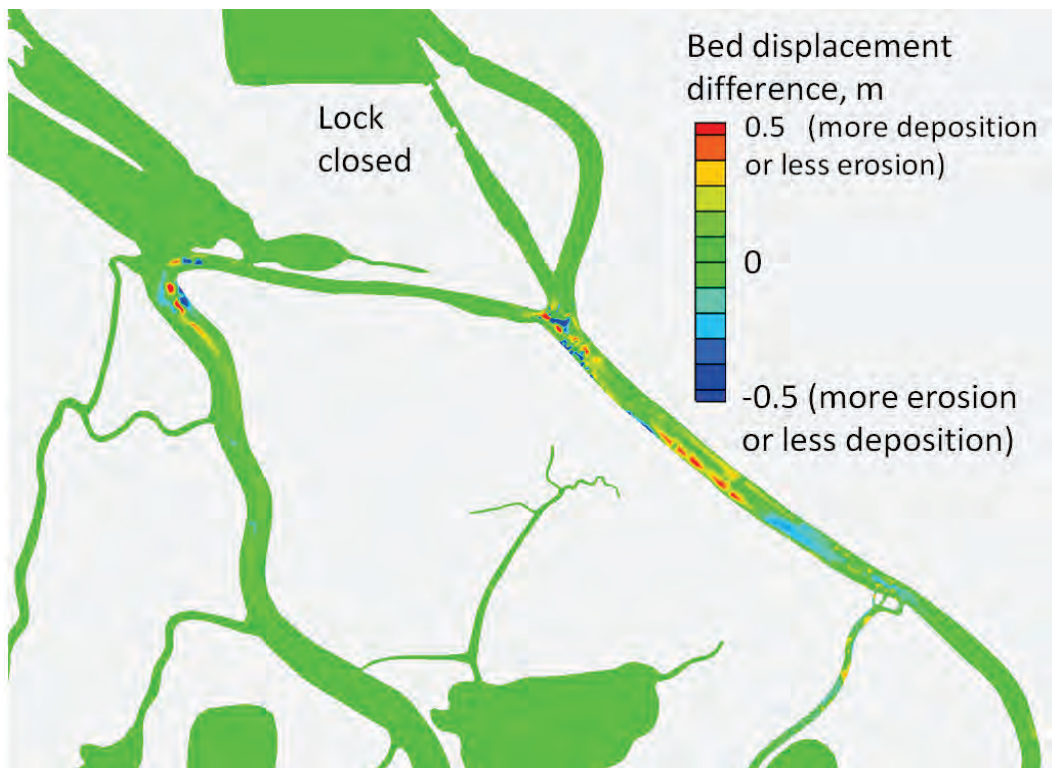 Lock
closed
Bed displacement
difference, m
0.5 (more deposition
or less erosion)
0
-0.5 (more erosion
or less deposition)